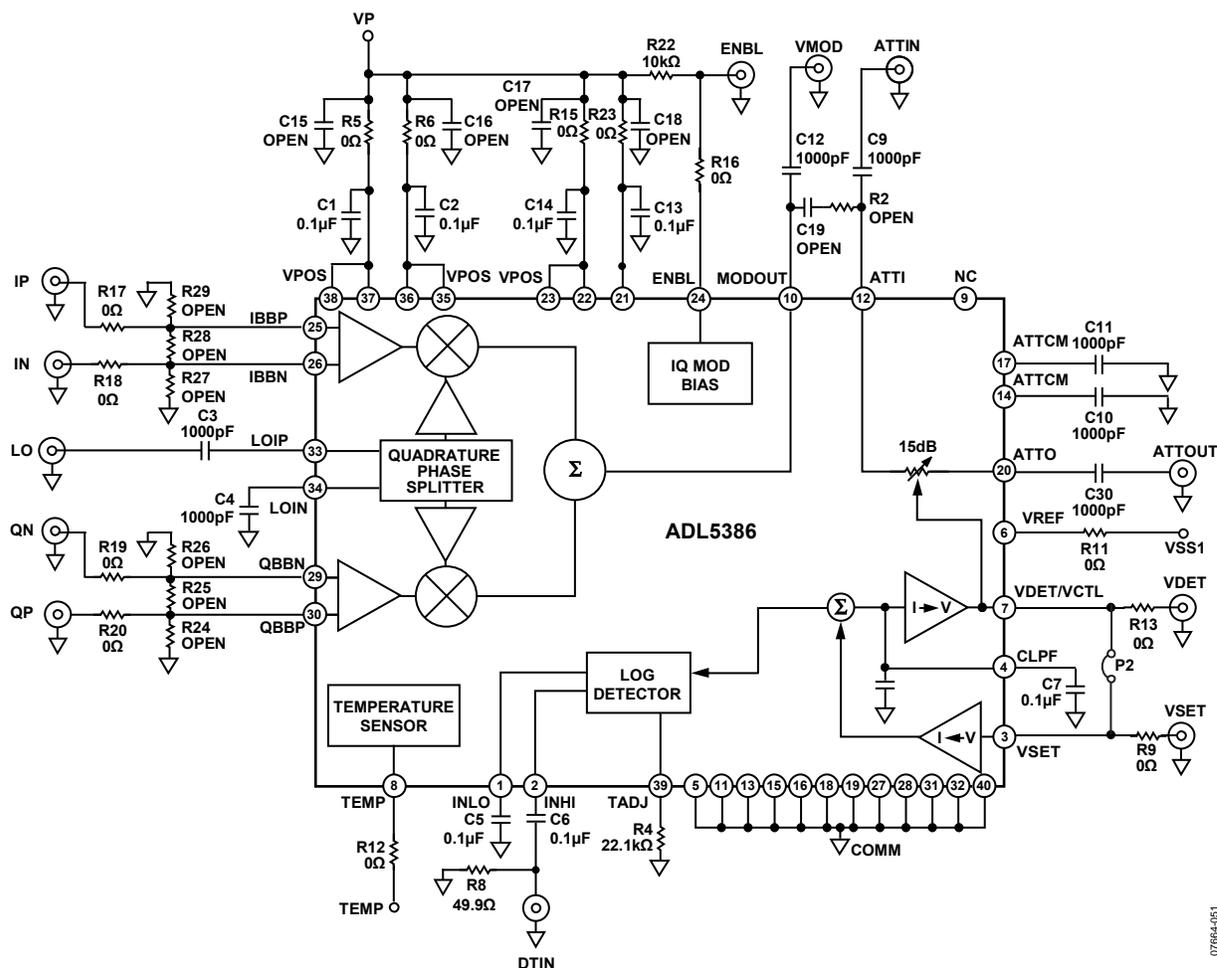 VP
R22
10kΩ
ENBL
VMOD
ATTIN
C15
OPEN
R5
0Ω
R6
0Ω
C16
OPEN
C17
OPEN
R15
0Ω
R23
0Ω
C18
OPEN
R16
0Ω
C12
1000pF
C9
1000pF
C1
0.1µF
C2
0.1µF
C14
0.1µF
C13
0.1µF
C19
OPEN
R2
OPEN
VPOS
VPOS
VPOS
ENBL
MODOUT
ATTI
NC
38
37
36
35
23
22
21
24
10
12
9
IP
R17
0Ω
R29
OPEN
IBBP
25
R28
OPEN
IN
R18
0Ω
IBBN
26
R27
OPEN
IQ MOD
BIAS
ATTCM
C11
1000pF
17
ATTCM
14
C10
1000pF
LO
C3
1000pF
LOIP
33
QUADRATURE
PHASE
SPLITTER
Σ
15dB
ATTO
20
C30
1000pF
ATTOUT
C4
1000pF
34
LOIN
ADL5386
VREF
6
R11
0Ω
VSS1
QN
R19
0Ω
R26
OPEN
QBBN
29
R25
OPEN
QP
R20
0Ω
QBBP
30
R24
OPEN
Σ
I V
VDET/VCTL
7
R13
0Ω
VDET
CLPF
4
C7
0.1µF
P2
LOG
DETECTOR
TEMPERATURE
SENSOR
I V
3
VSET
R9
0Ω
VSET
8
TEMP
1
INLO
2
INHI
39
TADJ
5
11
13
15
16
18
19
27
28
31
32
40
C5
0.1µF
C6
0.1µF
R4
22.1kΩ
COMM
R12
0Ω
R8
49.9Ω
TEMP
DTIN
07664-051